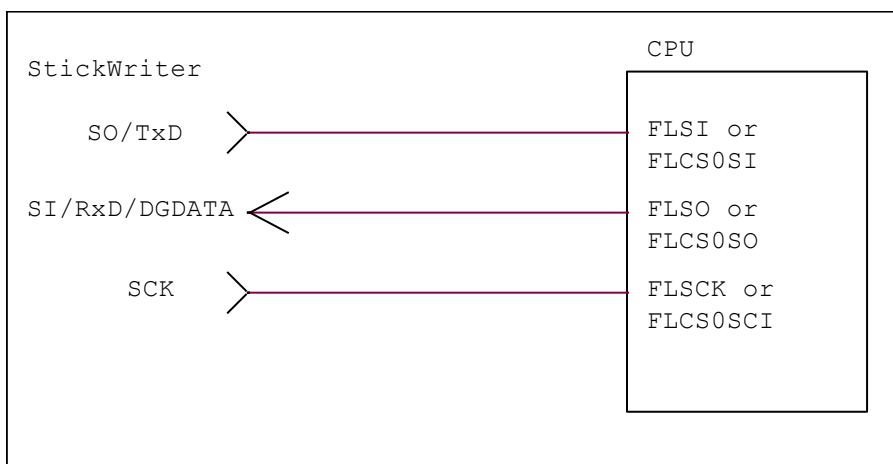 CPU
StickWriter
SO/TxD
FLSI or
FLCS0SI
SI/RxD/DGDATA
FLSO or
FLCS0SO
SCK
FLSCK or
FLCS0SCI